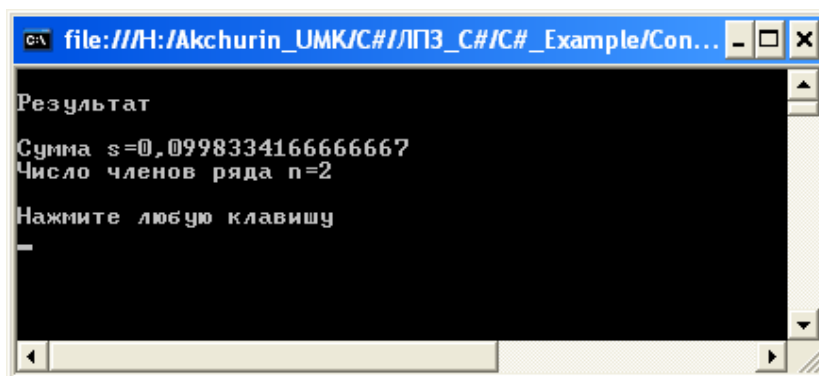 file:///H:/Akchurin_UMK/C#/ЛПЗ_C#/C#_Example/Con...
Результат
Сумма s=0,0998334166666667
Число членов ряда n=2
Нажмите любую клавишу